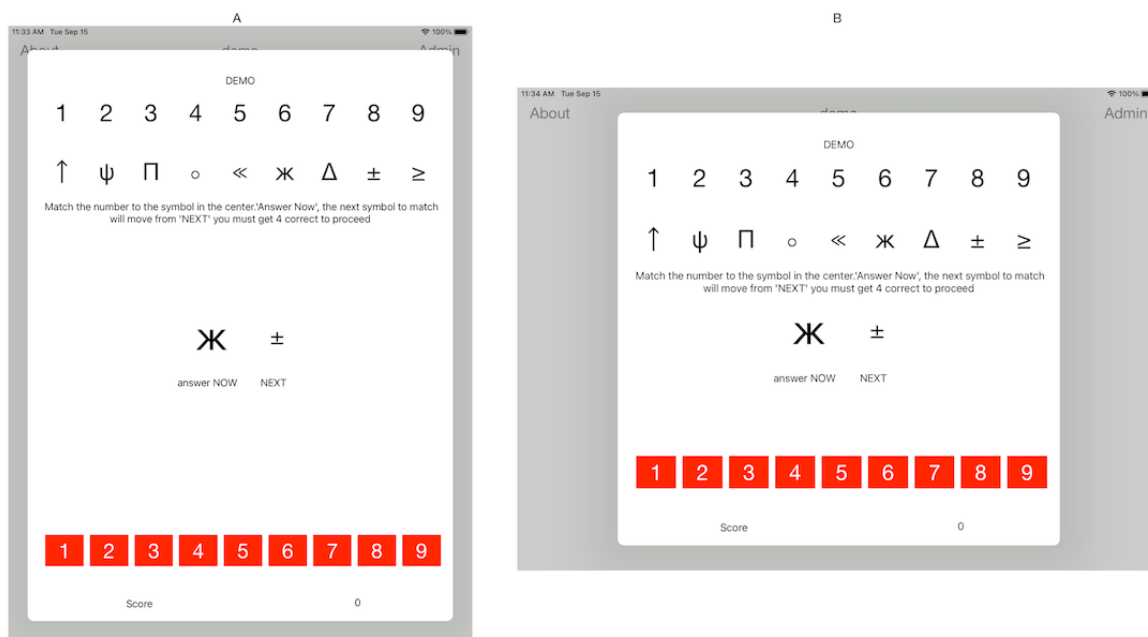 A
11:33 AM Tue Sep 15 100%
About demo Admin
DEMO
1 2 3 4 5 6 7 8 9
↑ ψ Π ○ ≪ ж Δ ± ≥
Match the number to the symbol in the center.'Answer Now', the next symbol to match
will move from 'NEXT' you must get 4 correct to proceed
Ж ±
answer NOW NEXT
1 2 3 4 5 6 7 8 9
Score 0
B
11:34 AM Tue Sep 15 100%
About demo Admin
DEMO
1 2 3 4 5 6 7 8 9
↑ ψ Π ○ ≪ ж Δ ± ≥
Match the number to the symbol in the center.'Answer Now', the next symbol to match
will move from 'NEXT' you must get 4 correct to proceed
Ж ±
answer NOW NEXT
1 2 3 4 5 6 7 8 9
Score 0